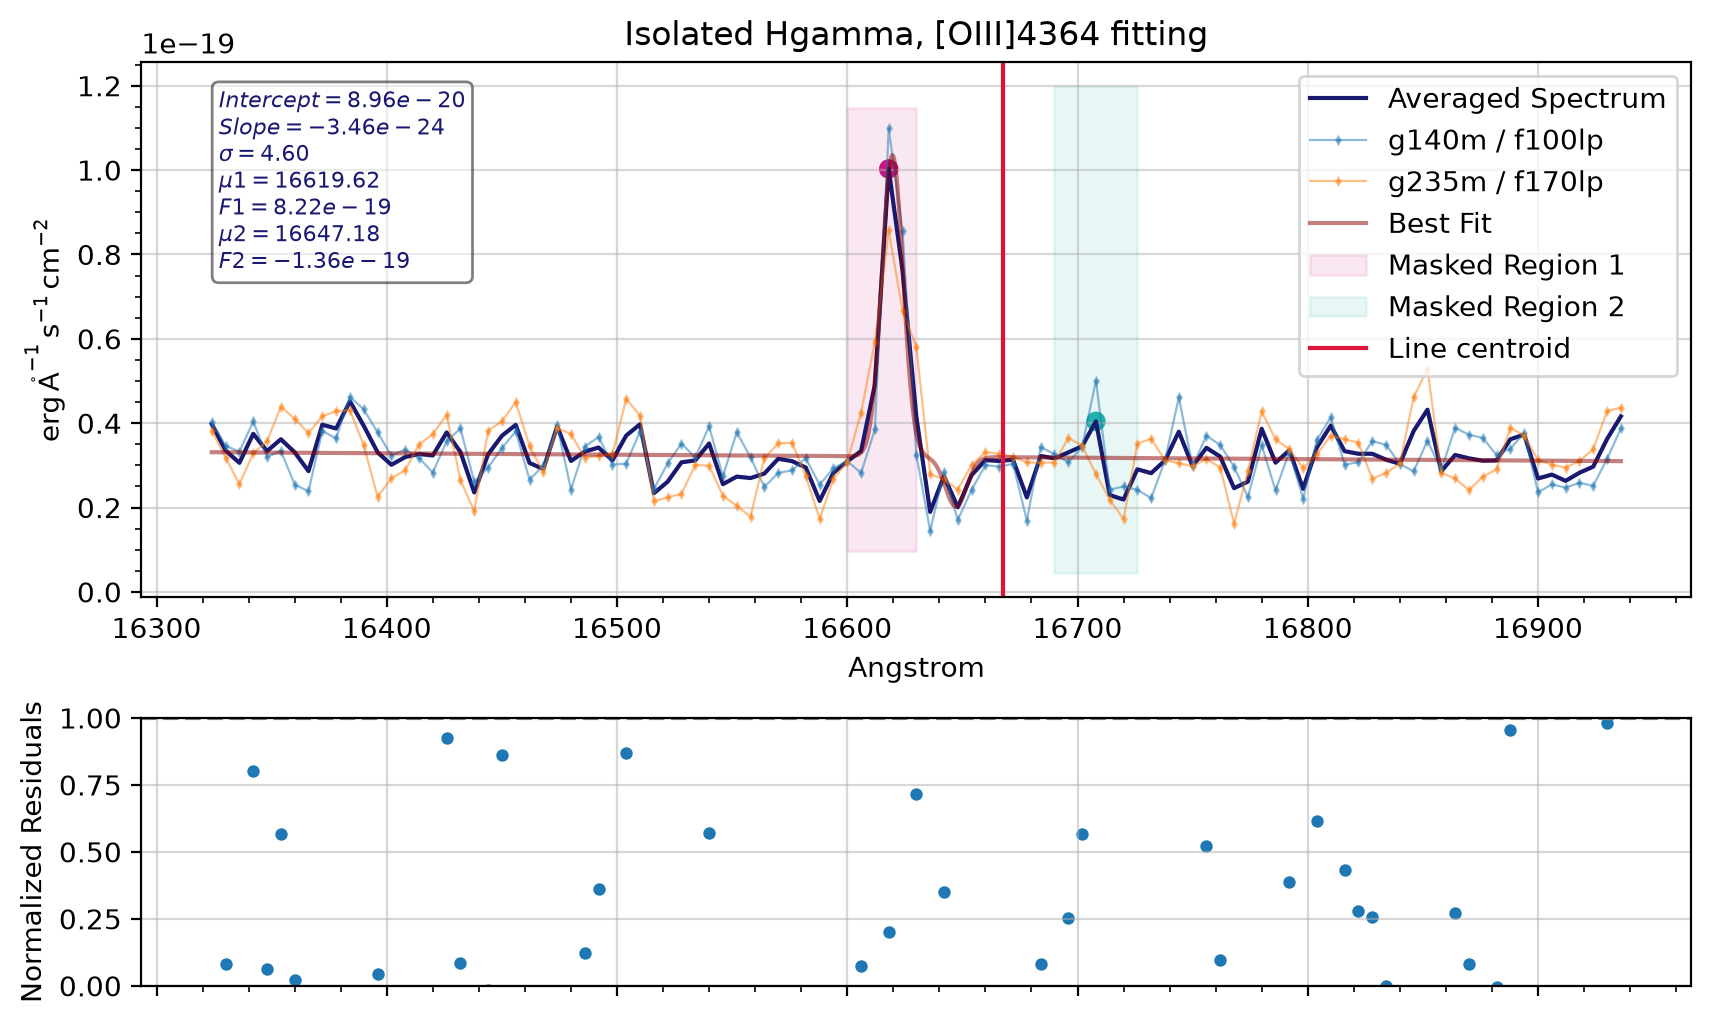 Isolated Hgamma, [OIII]4364 fitting
1e−19
Intercept = 8.96e − 20
Slope = −3.46e − 24
σ = 4.60
μ1 = 16619.62
F1 = 8.22e − 19
μ2 = 16647.18
F2 = −1.36e − 19
Averaged Spectrum
g140m / f100lp
g235m / f170lp
Best Fit
Masked Region 1
Masked Region 2
Line centroid
1.2
1.0
0.8
0.6
0.4
0.2
0.0
erg Å⁻¹ s⁻¹ cm⁻²
16300 16400 16500 16600 16700 16800 16900
Angstrom
1.00
0.75
0.50
0.25
0.00
Normalized Residuals